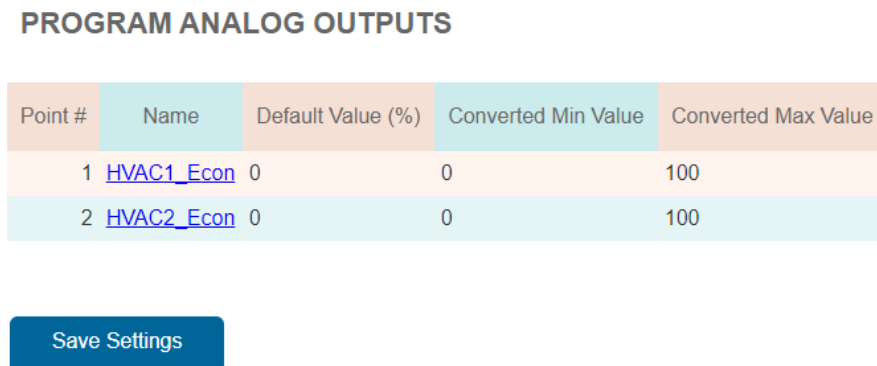 PROGRAM ANALOG OUTPUTS
Point # Name Default Value (%) Converted Min Value Converted Max Value
1 HVAC1_Econ 0 0 100
2 HVAC2_Econ 0 0 100
Save Settings